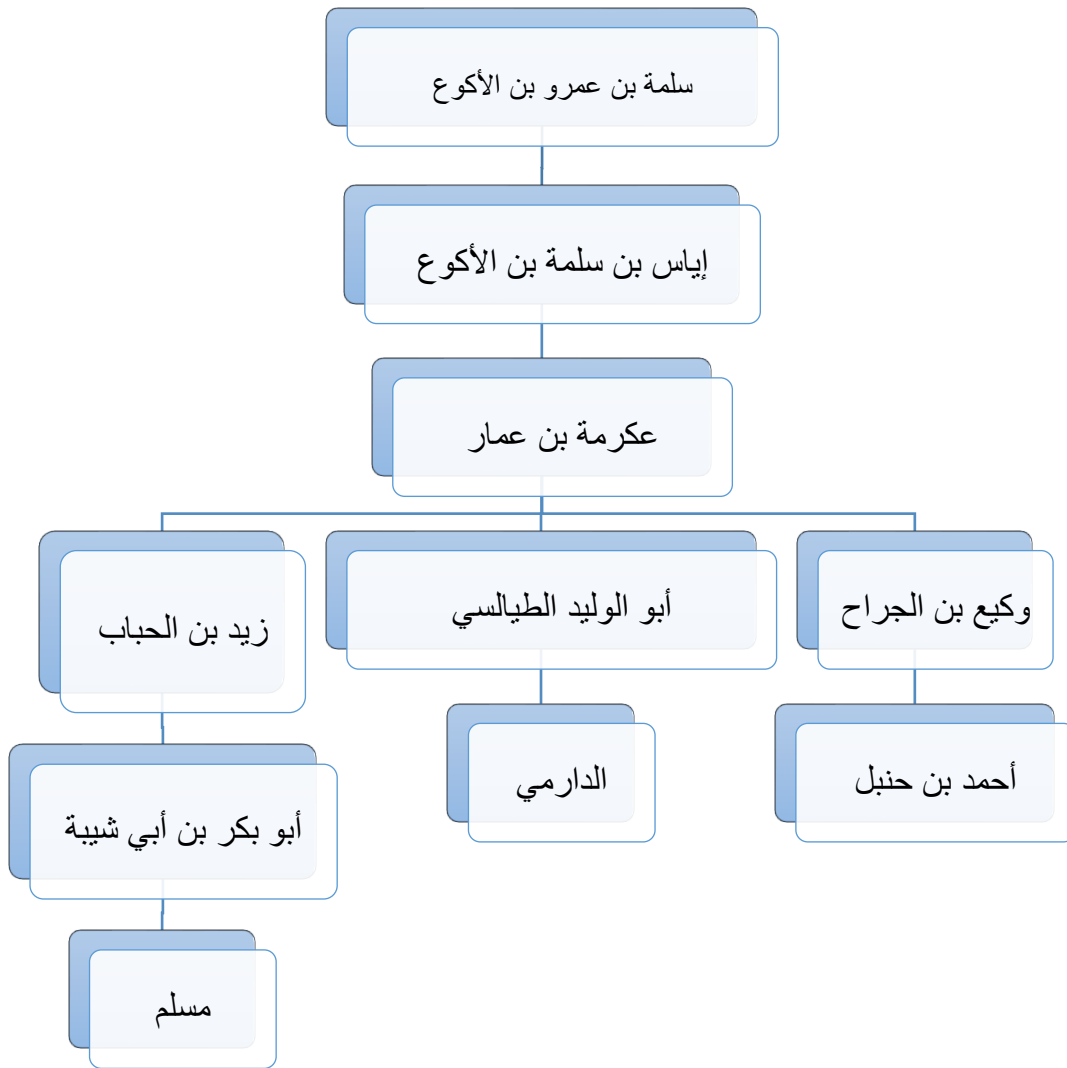 سلمة بن عمرو بن الأكوع
إياس بن سلمة بن الأكوع
عكرمة بن عمار
وكيع بن الجراح
أبو الوليد الطيالسي
زيد بن الحباب
أحمد بن حنبل
الدارمي
أبو بكر بن أبي شيبة
مسلم